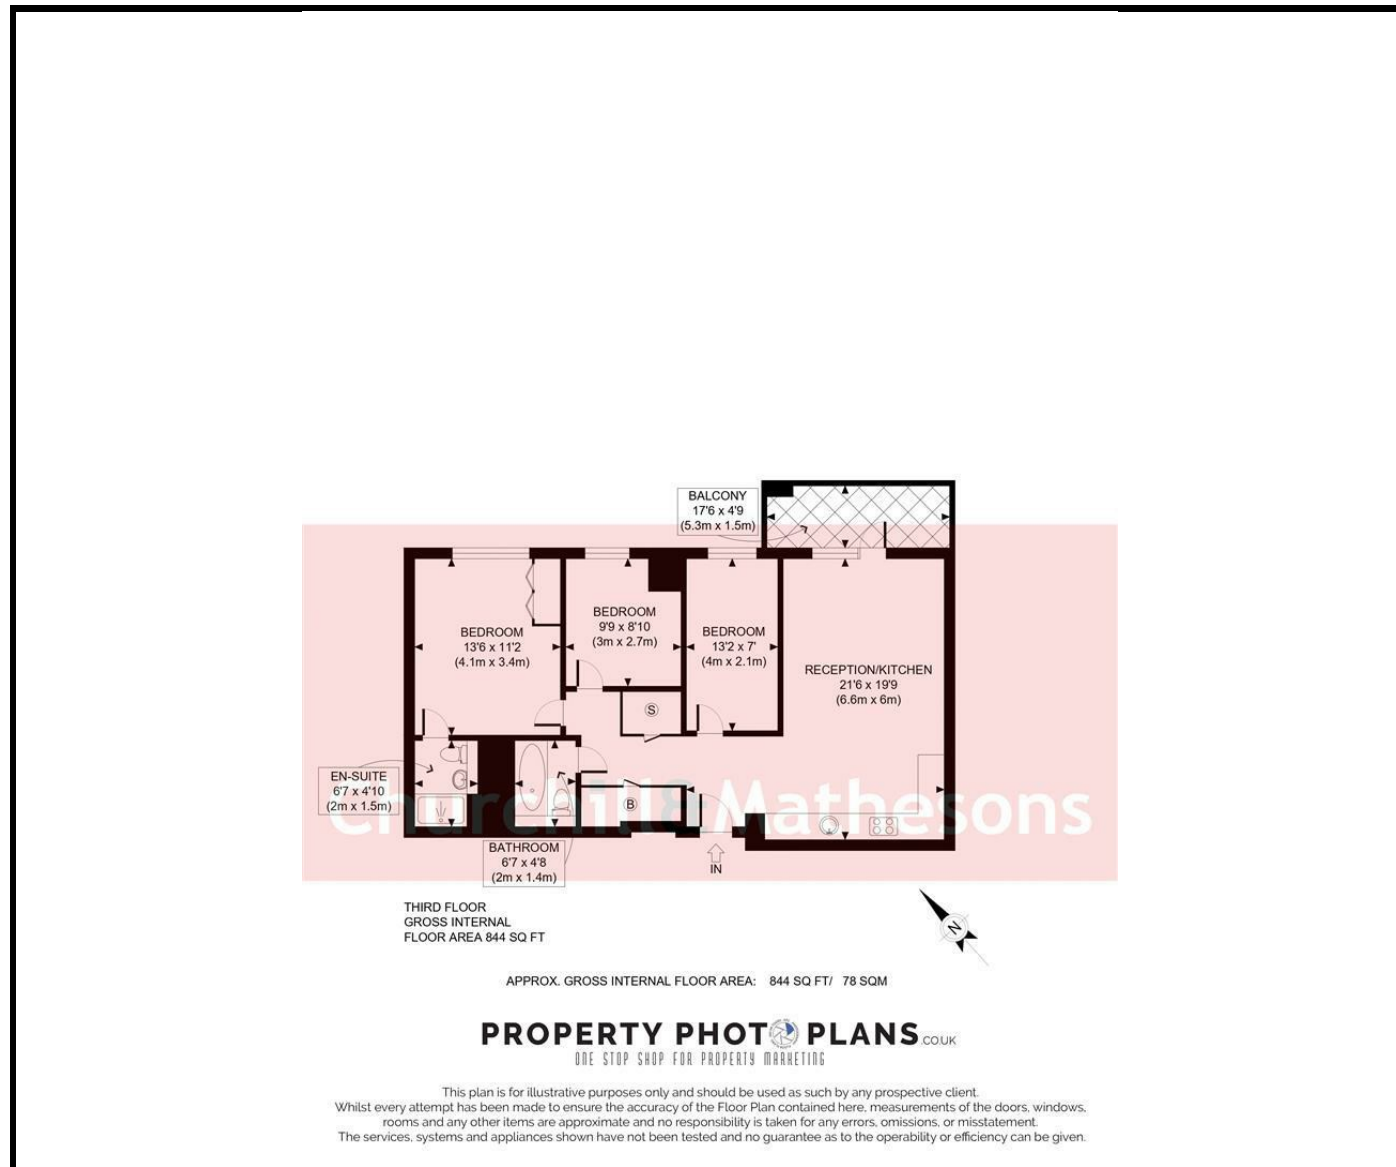 BALCONY
17'6 x 4'9
(5.3m x 1.5m)
BEDROOM
13'6 x 11'2
(4.1m x 3.4m)
BEDROOM
9'9 x 8'10
(3m x 2.7m)
BEDROOM
13'2 x 7'
(4m x 2.1m)
RECEPTION/KITCHEN
21'6 x 19'9
(6.6m x 6m)
S
EN-SUITE
6'7 x 4'10
(2m x 1.5m)
B
Churchill&Mathesons
BATHROOM
6'7 x 4'8
(2m x 1.4m)
IN
THIRD FLOOR
GROSS INTERNAL
FLOOR AREA 844 SQ FT
N
APPROX. GROSS INTERNAL FLOOR AREA: 844 SQ FT/ 78 SQM
PROPERTY PHOTO PLANS.CO.UK
ONE STOP SHOP FOR PROPERTY MARKETING
This plan is for illustrative purposes only and should be used as such by any prospective client.
Whilst every attempt has been made to ensure the accuracy of the Floor Plan contained here, measurements of the doors, windows,
rooms and any other items are approximate and no responsibility is taken for any errors, omissions, or misstatement.
The services, systems and appliances shown have not been tested and no guarantee as to the operability or efficiency can be given.